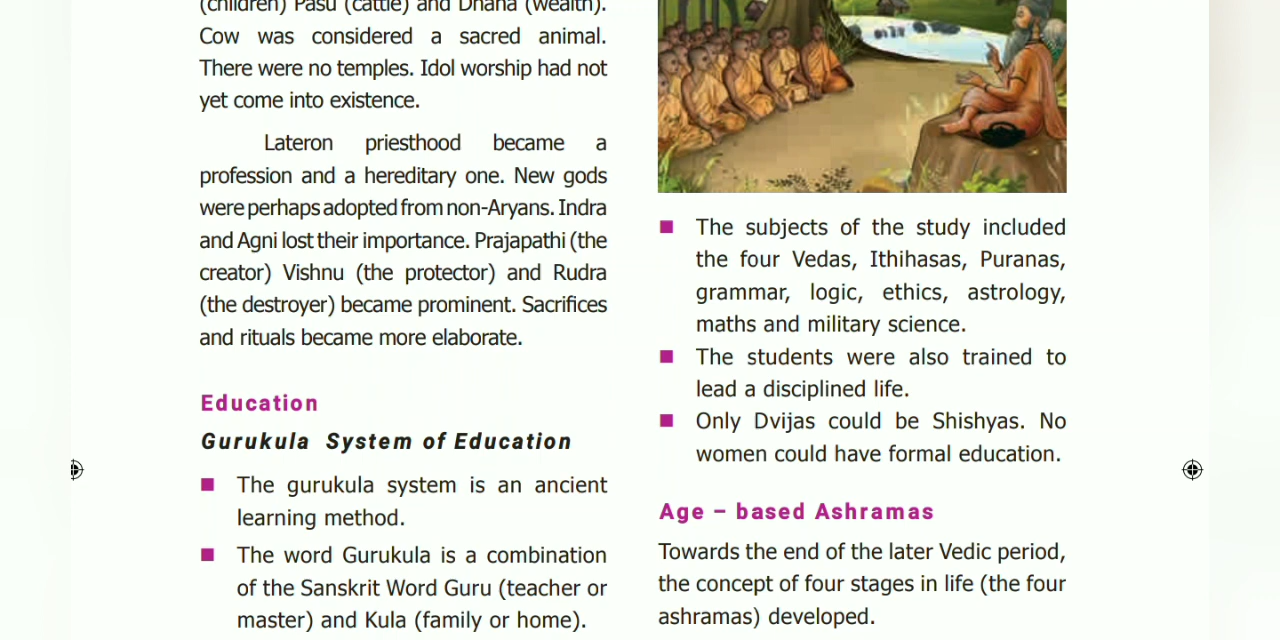 (children) Pasu (cattle) and Dhana (wealth).
Cow was considered a sacred animal.
There were no temples. Idol worship had not
yet come into existence.
Lateron priesthood became a
profession and a hereditary one. New gods
were perhaps adopted from non-Aryans. Indra
and Agni lost their importance. Prajapathi (the
creator) Vishnu (the protector) and Rudra
(the destroyer) became prominent. Sacrifices
and rituals became more elaborate.
Education
Gurukula System of Education
■ The gurukula system is an ancient
learning method.
■ The word Gurukula is a combination
of the Sanskrit Word Guru (teacher or
master) and Kula (family or home).
■ The subjects of the study included
the four Vedas, Ithihasas, Puranas,
grammar, logic, ethics, astrology,
maths and military science.
■ The students were also trained to
lead a disciplined life.
■ Only Dvijas could be Shishyas. No
women could have formal education.
Age – based Ashramas
Towards the end of the later Vedic period,
the concept of four stages in life (the four
ashramas) developed.